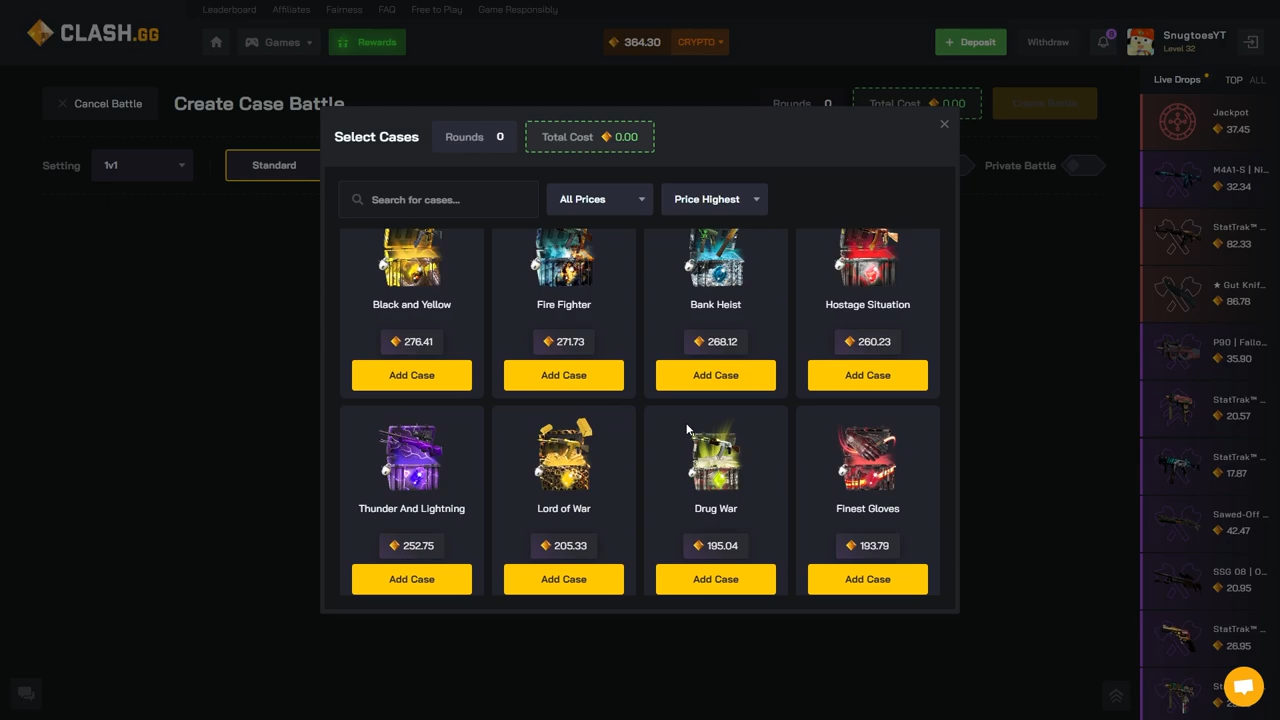 Leaderboard Affiliates Fairness FAQ Free to Play Game Responsibly
CLASH.GG
Games
Rewards
364.30
CRYPTO
Deposit
Withdraw
8
SnugtoesYT
Level 32
Cancel Battle
Create Case Battle
Rounds 0
Total Cost 0.00
Create Battle
Setting
1v1
Standard
Private Battle
Select Cases
Rounds 0
Total Cost 0.00
Search for cases...
All Prices
Price Highest
Black and Yellow
276.41
Add Case
Fire Fighter
271.73
Add Case
Bank Heist
268.12
Add Case
Hostage Situation
260.23
Add Case
Thunder And Lightning
252.75
Add Case
Lord of War
205.33
Add Case
Drug War
195.04
Add Case
Finest Gloves
193.79
Add Case
Live Drops
TOP ALL
Jackpot
37.45
M4A1-S | Ni...
32.34
StatTrak™ ...
82.33
★ Gut Knif...
86.78
P90 | Fallo...
35.90
StatTrak™ ...
20.57
StatTrak™ ...
17.87
Sawed-Off ...
42.47
SSG 08 | O...
20.95
StatTrak™ ...
26.95